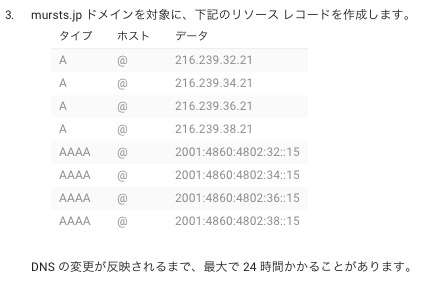 3. mursts.jp ドメインを対象に、下記のリソース レコードを作成します。
タイプ ホスト データ
A @ 216.239.32.21
A @ 216.239.34.21
A @ 216.239.36.21
A @ 216.239.38.21
AAAA @ 2001:4860:4802:32::15
AAAA @ 2001:4860:4802:34::15
AAAA @ 2001:4860:4802:36::15
AAAA @ 2001:4860:4802:38::15
DNS の変更が反映されるまで、最大で 24 時間かかることがあります。